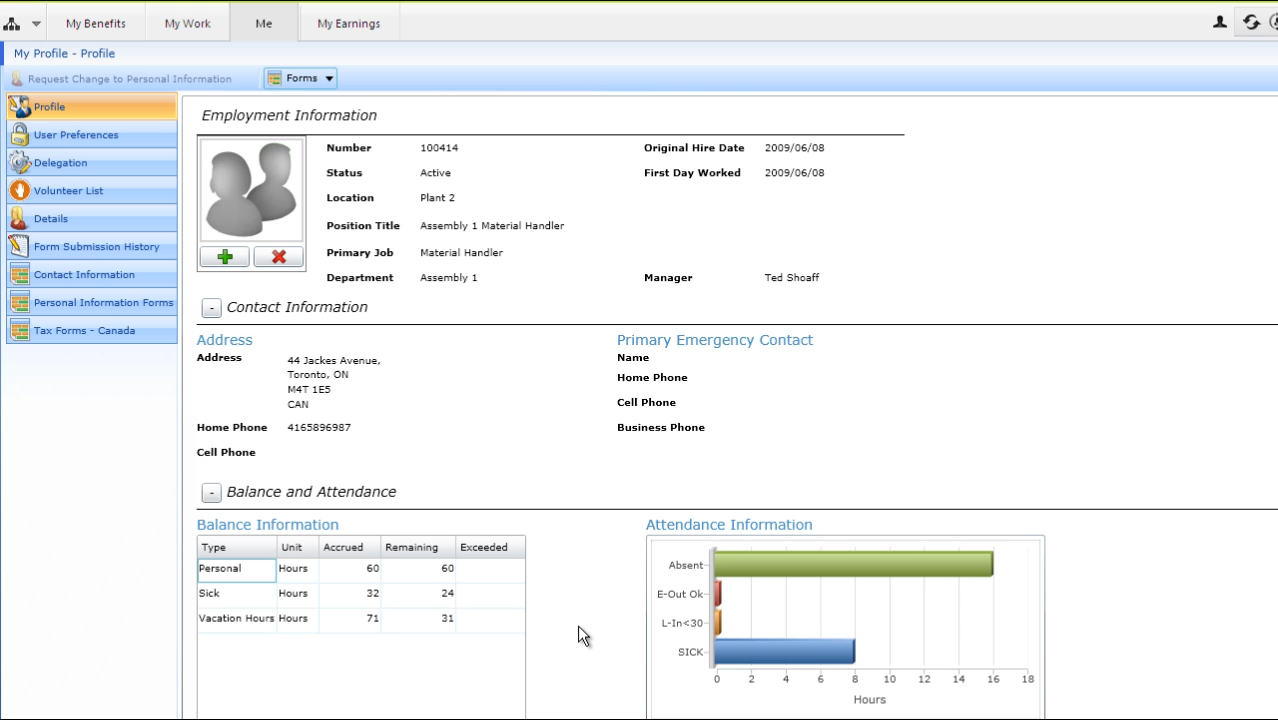 My Benefits My Work Me My Earnings
My Profile - Profile
Request Change to Personal Information Forms
Profile
User Preferences
Delegation
Volunteer List
Details
Form Submission History
Contact Information
Personal Information Forms
Tax Forms - Canada
Employment Information
Number 100414 Original Hire Date 2009/06/08
Status Active First Day Worked 2009/06/08
Location Plant 2
Position Title Assembly 1 Material Handler
Primary Job Material Handler
Department Assembly 1 Manager Ted Shoaff
- Contact Information
Address
Address 44 Jackes Avenue,
Toronto, ON
M4T 1E5
CAN
Home Phone 4165896987
Cell Phone
Primary Emergency Contact
Name
Home Phone
Cell Phone
Business Phone
- Balance and Attendance
Balance Information
Type Unit Accrued Remaining Exceeded
Personal Hours 60 60
Sick Hours 32 24
Vacation Hours Hours 71 31
Attendance Information
Absent
E-Out Ok
L-In<30
SICK
0 2 4 6 8 10 12 14 16 18
Hours